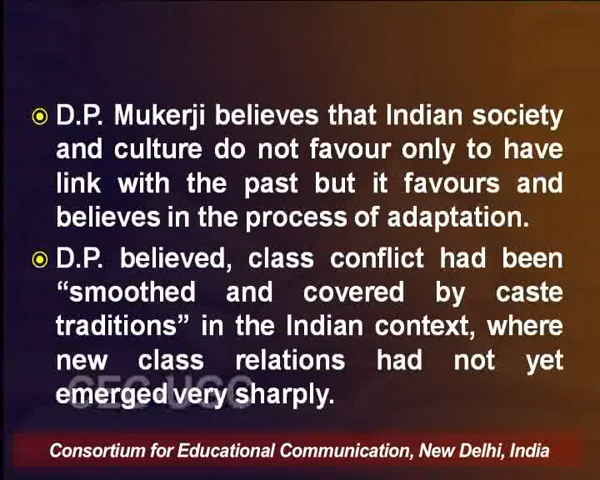 D.P. Mukerji believes that Indian society
and culture do not favour only to have
link with the past but it favours and
believes in the process of adaptation.
D.P. believed, class conflict had been
“smoothed and covered by caste
traditions” in the Indian context, where
new class relations had not yet
emerged very sharply.
CEC-UGC
Consortium for Educational Communication, New Delhi, India